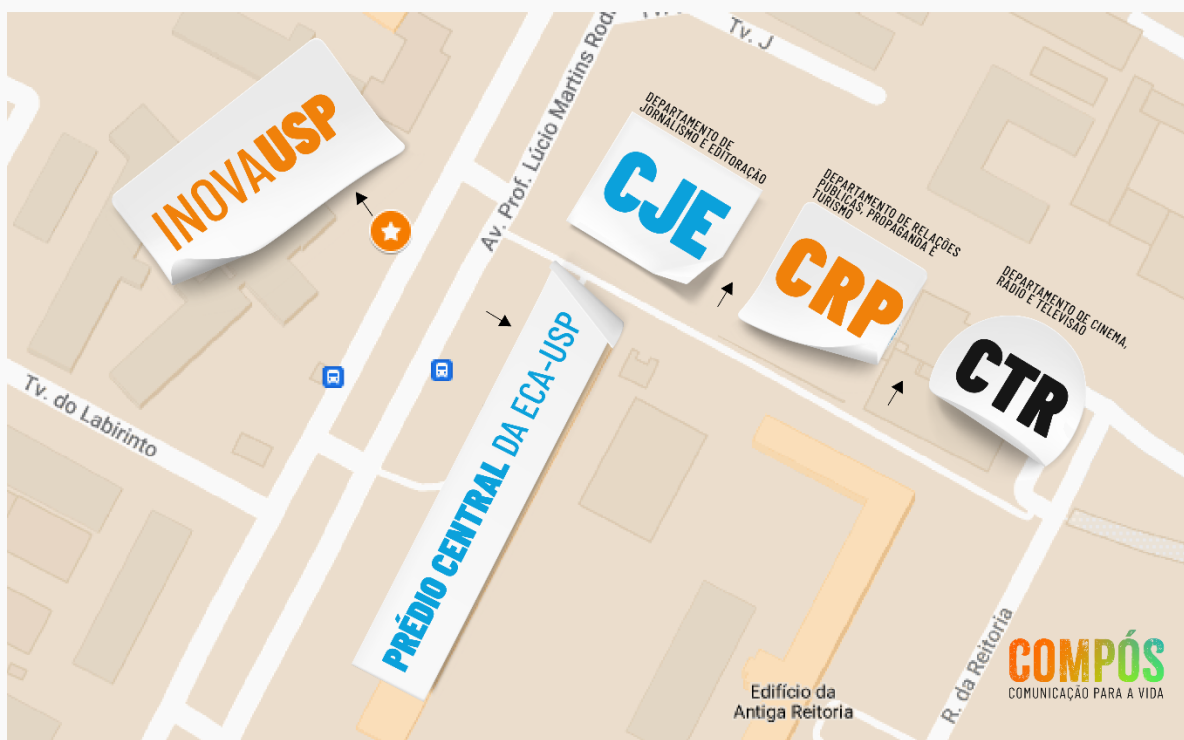 Tv. J
Av. Prof. Lúcio Martins Rod
INOVAUSP
DEPARTAMENTO DE
JORNALISMO E EDITORAÇÃO
CJE
DEPARTAMENTO DE RELAÇÕES
PÚBLICAS, PROPAGANDA E
TURISMO
CRP
DEPARTAMENTO DE CINEMA,
RÁDIO E TELEVISÃO
CTR
PRÉDIO CENTRAL DA ECA-USP
Tv. do Labirinto
Edifício da
Antiga Reitoria
R. da Reitoria
COMPÓS
COMUNICAÇÃO PARA A VIDA